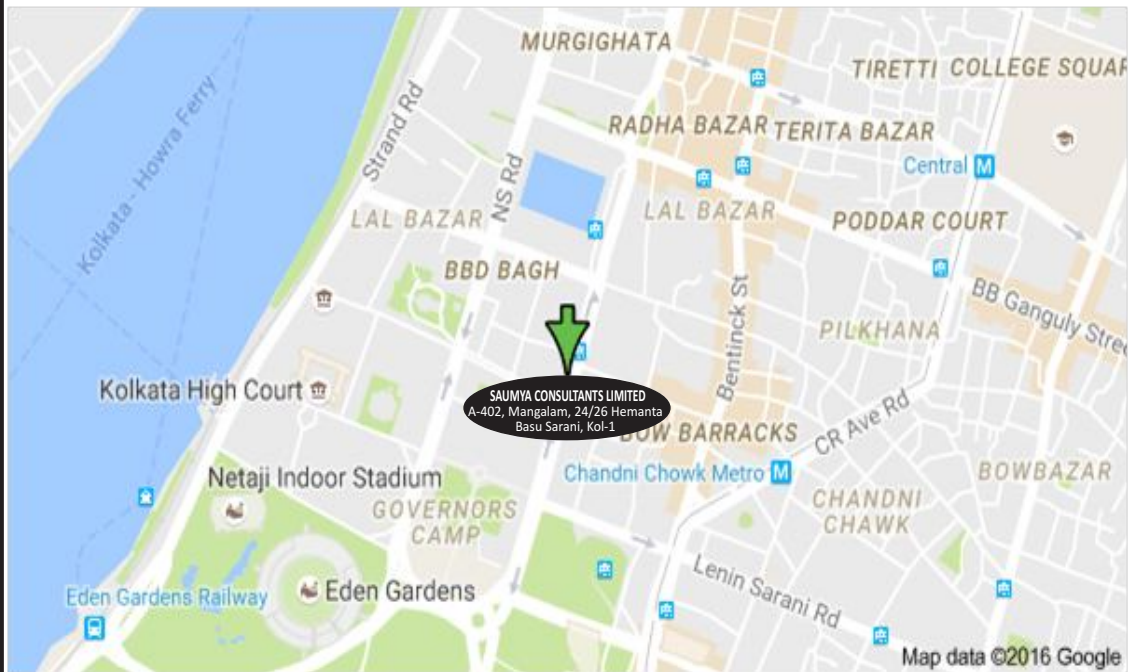 MURGIGHATA
TIRETTI COLLEGE SQUAR
Strand Rd
Kolkata - Howra Ferry
NS Rd
RADHA BAZAR
TERITA BAZAR
Central M
LAL BAZAR
LAL BAZAR
PODDAR COURT
BBD BAGH
BB Ganguly Stree
Bentinck St
PILKHANA
Kolkata High Court
SAUMYA CONSULTANTS LIMITED
A-402, Mangalam, 24/26 Hemanta
Basu Sarani, Kol-1
BOW BARRACKS
CR Ave Rd
Chandni Chowk Metro M
BOWBAZAR
Netaji Indoor Stadium
GOVERNORS
CAMP
CHANDNI
CHAWK
Lenin Sarani Rd
Eden Gardens Railway
Eden Gardens
Map data ©2016 Google